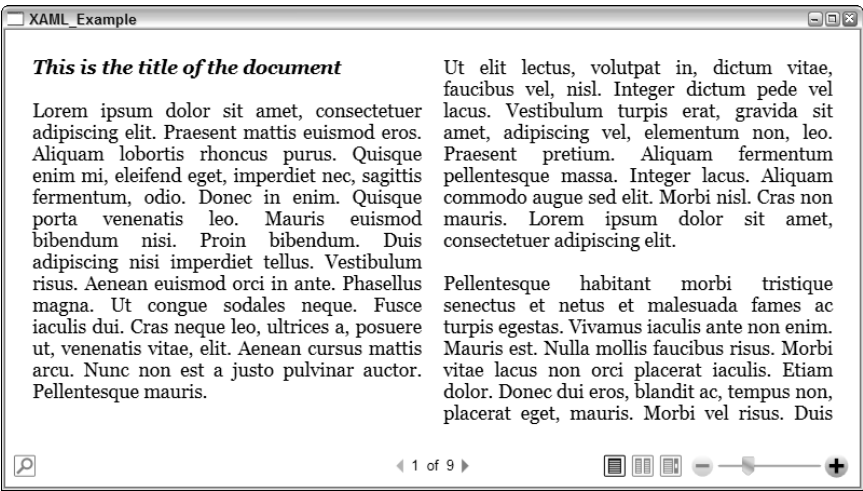 XAML_Example
This is the title of the document
Lorem ipsum dolor sit amet, consectetuer
adipiscing elit. Praesent mattis euismod eros.
Aliquam lobortis rhoncus purus. Quisque
enim mi, eleifend eget, imperdiet nec, sagittis
fermentum, odio. Donec in enim. Quisque
porta venenatis leo. Mauris euismod
bibendum nisi. Proin bibendum. Duis
adipiscing nisi imperdiet tellus. Vestibulum
risus. Aenean euismod orci in ante. Phasellus
magna. Ut congue sodales neque. Fusce
iaculis dui. Cras neque leo, ultrices a, posuere
ut, venenatis vitae, elit. Aenean cursus mattis
arcu. Nunc non est a justo pulvinar auctor.
Pellentesque mauris.
Ut elit lectus, volutpat in, dictum vitae,
faucibus vel, nisl. Integer dictum pede vel
lacus. Vestibulum turpis erat, gravida sit
amet, adipiscing vel, elementum non, leo.
Praesent pretium. Aliquam fermentum
pellentesque massa. Integer lacus. Aliquam
commodo augue sed elit. Morbi nisl. Cras non
mauris. Lorem ipsum dolor sit amet,
consectetuer adipiscing elit.
Pellentesque habitant morbi tristique
senectus et netus et malesuada fames ac
turpis egestas. Vivamus iaculis ante non enim.
Mauris est. Nulla mollis faucibus risus. Morbi
vitae lacus non orci placerat iaculis. Etiam
dolor. Donec dui eros, blandit ac, tempus non,
placerat eget, mauris. Morbi vel risus. Duis
1 of 9